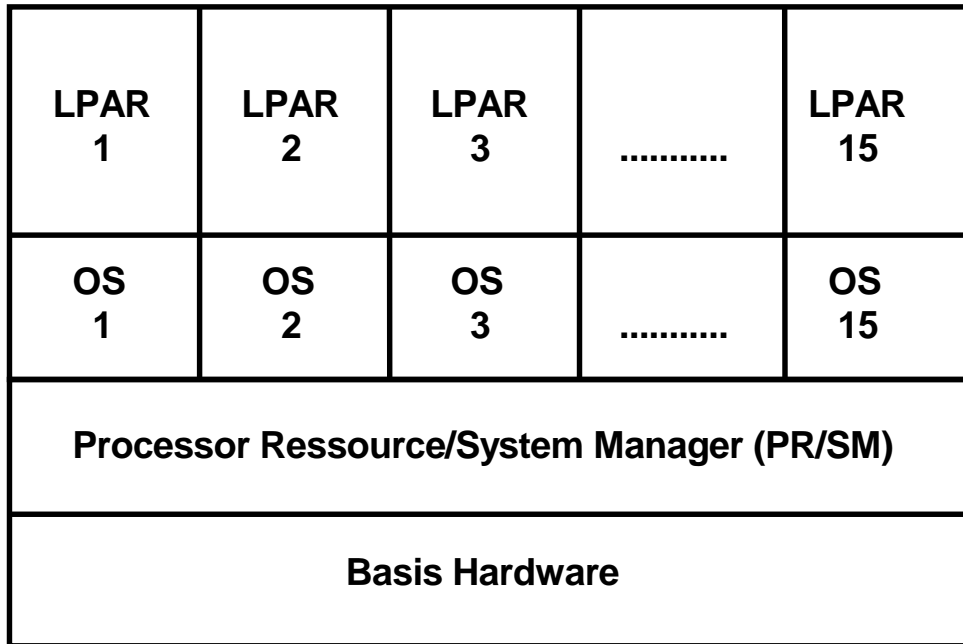 LPAR
1
LPAR
2
LPAR
3
...........
LPAR
15
OS
1
OS
2
OS
3
...........
OS
15
Processor Ressource/System Manager (PR/SM)
Basis Hardware